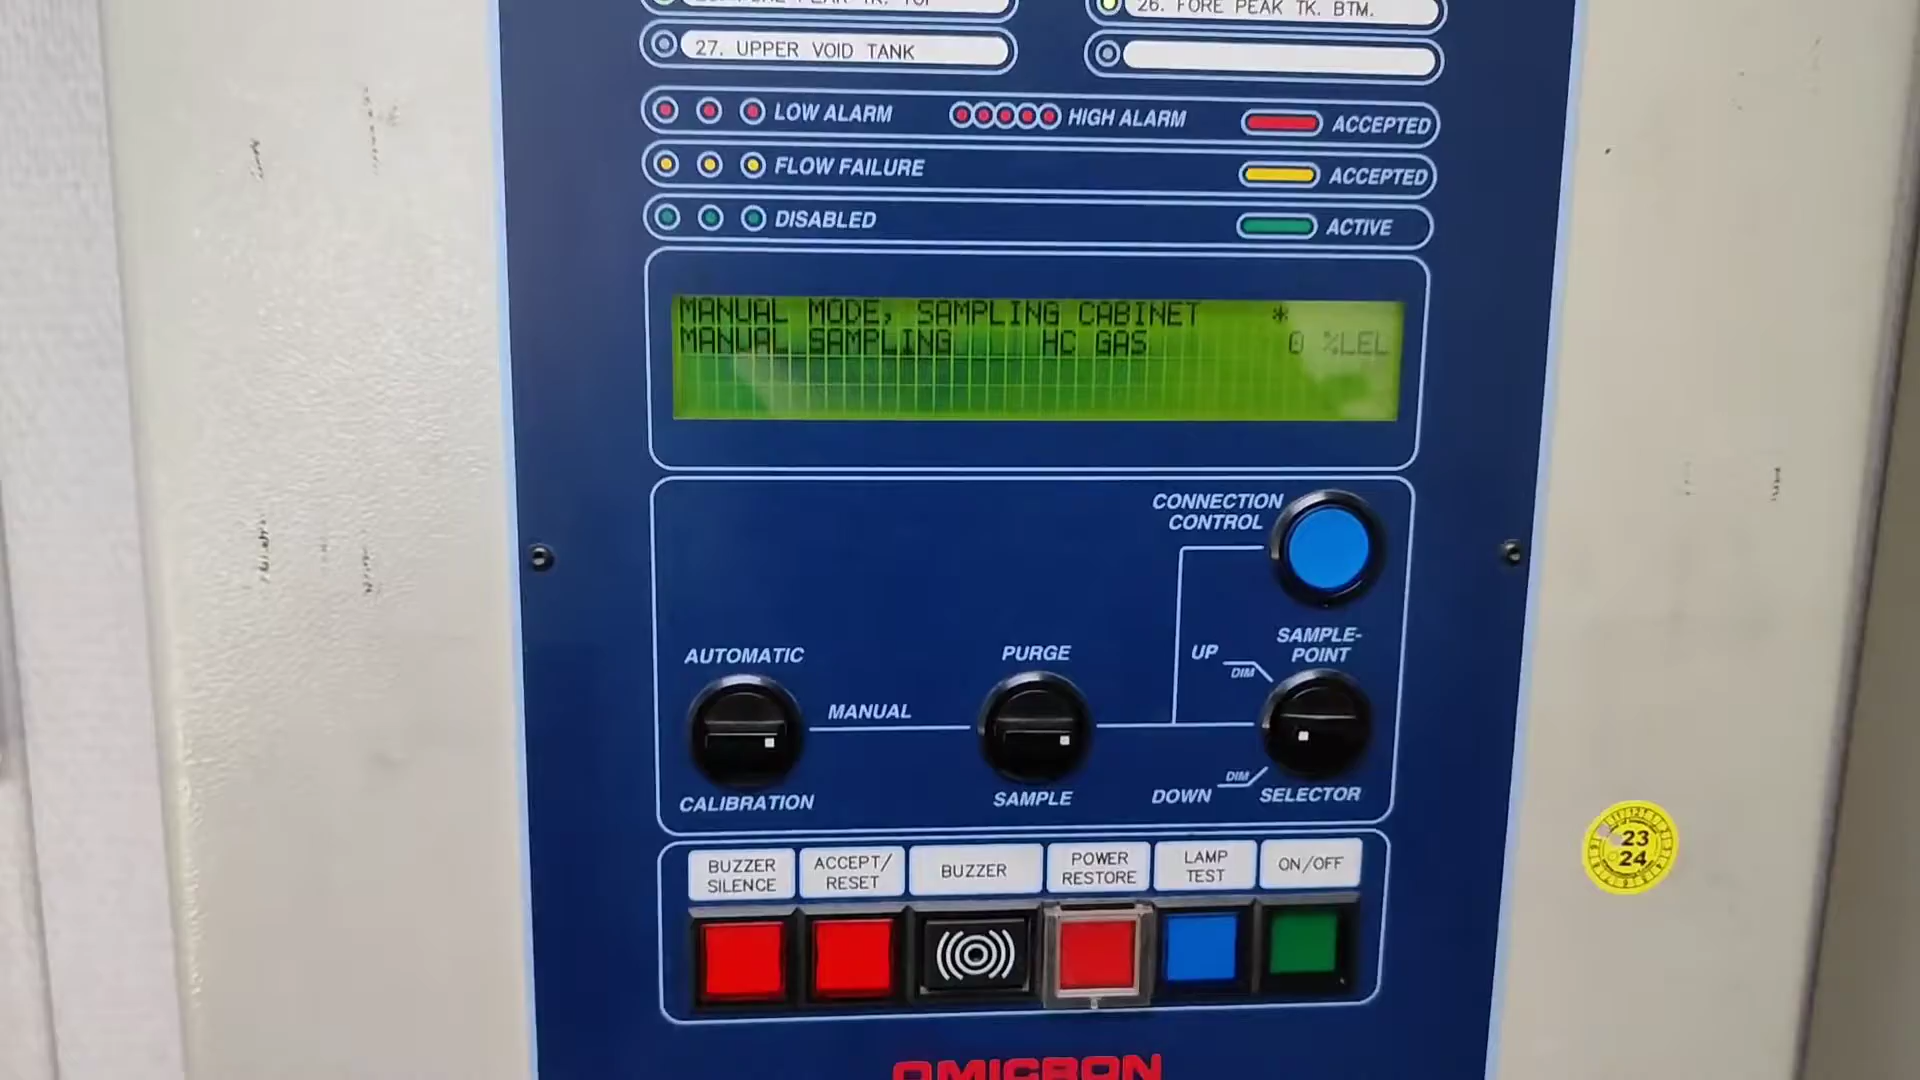 26. FORE PEAK TK. BTM.
27. UPPER VOID TANK
LOW ALARM
HIGH ALARM
ACCEPTED
FLOW FAILURE
ACCEPTED
DISABLED
ACTIVE
MANUAL MODE, SAMPLING CABINET *
MANUAL SAMPLING HC GAS 0 %LEL
CONNECTION
CONTROL
SAMPLE-
POINT
UP
DIM
AUTOMATIC
PURGE
MANUAL
DIM
DOWN
SELECTOR
CALIBRATION
SAMPLE
BUZZER
SILENCE
ACCEPT/
RESET
BUZZER
POWER
RESTORE
LAMP
TEST
ON/OFF
23
24
OMICRON